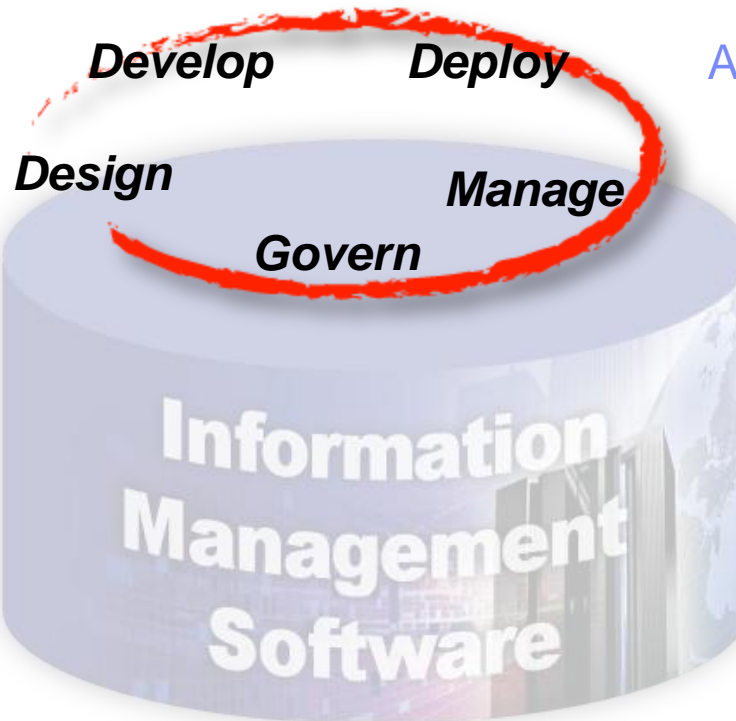 Develop Deploy A
Design
Manage
Govern
Information
Management
Software